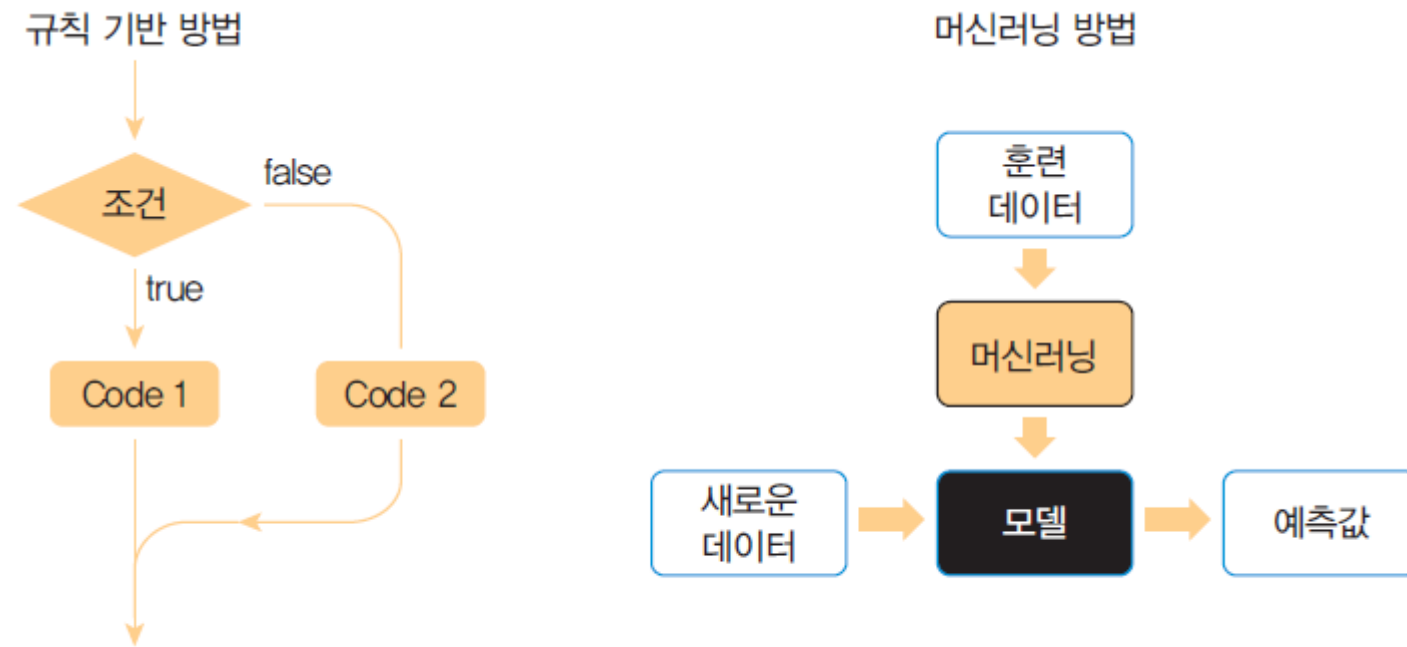 규칙 기반 방법
조건
false
true
Code 1
Code 2
머신러닝 방법
훈련
데이터
머신러닝
새로운
데이터
모델
예측값